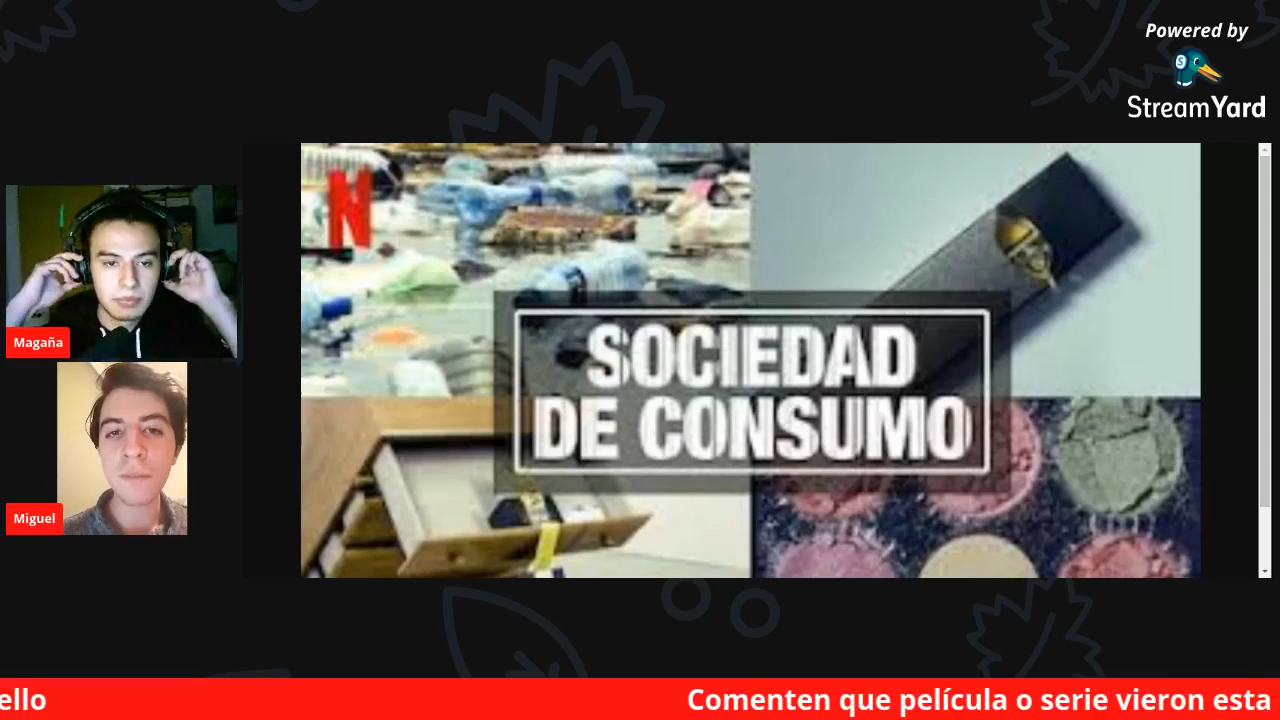 Powered by
StreamYard
N
SOCIEDAD
DE CONSUMO
Magaña
Miguel
ello
Comenten que película o serie vieron esta